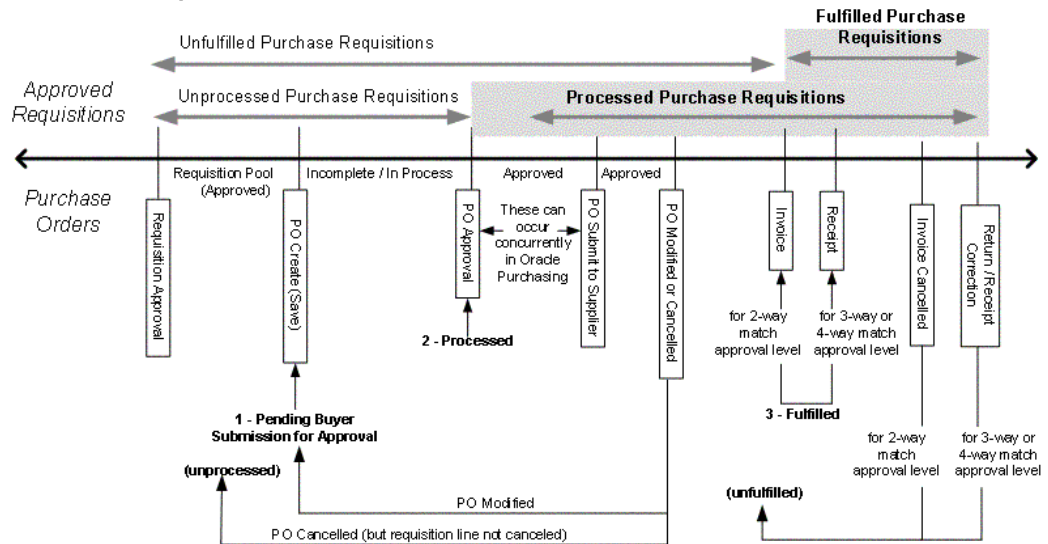 Fulfilled Purchase
Requisitions
Unfulfilled Purchase Requisitions
Approved
Requisitions
Unprocessed Purchase Requisitions
Processed Purchase Requisitions
Purchase
Orders
Requisition Pool
(Approved)
Incomplete / In Process
Approved
Approved
Requisition Approval
PO Create (Save)
PO Approval
These can
occur
concurrently
in Oracle
Purchasing
PO Submit to Supplier
PO Modified or Cancelled
Invoice
Receipt
Invoice Cancelled
Return / Receipt
Correction
2 - Processed
for 2-way
match
approval level
for 3-way or
4-way match
approval level
3 - Fulfilled
1 - Pending Buyer
Submission for Approval
(unprocessed)
for 2-way
match
approval level
for 3-way or
4-way match
approval level
(unfulfilled)
PO Modified
PO Cancelled (but requisition line not canceled)